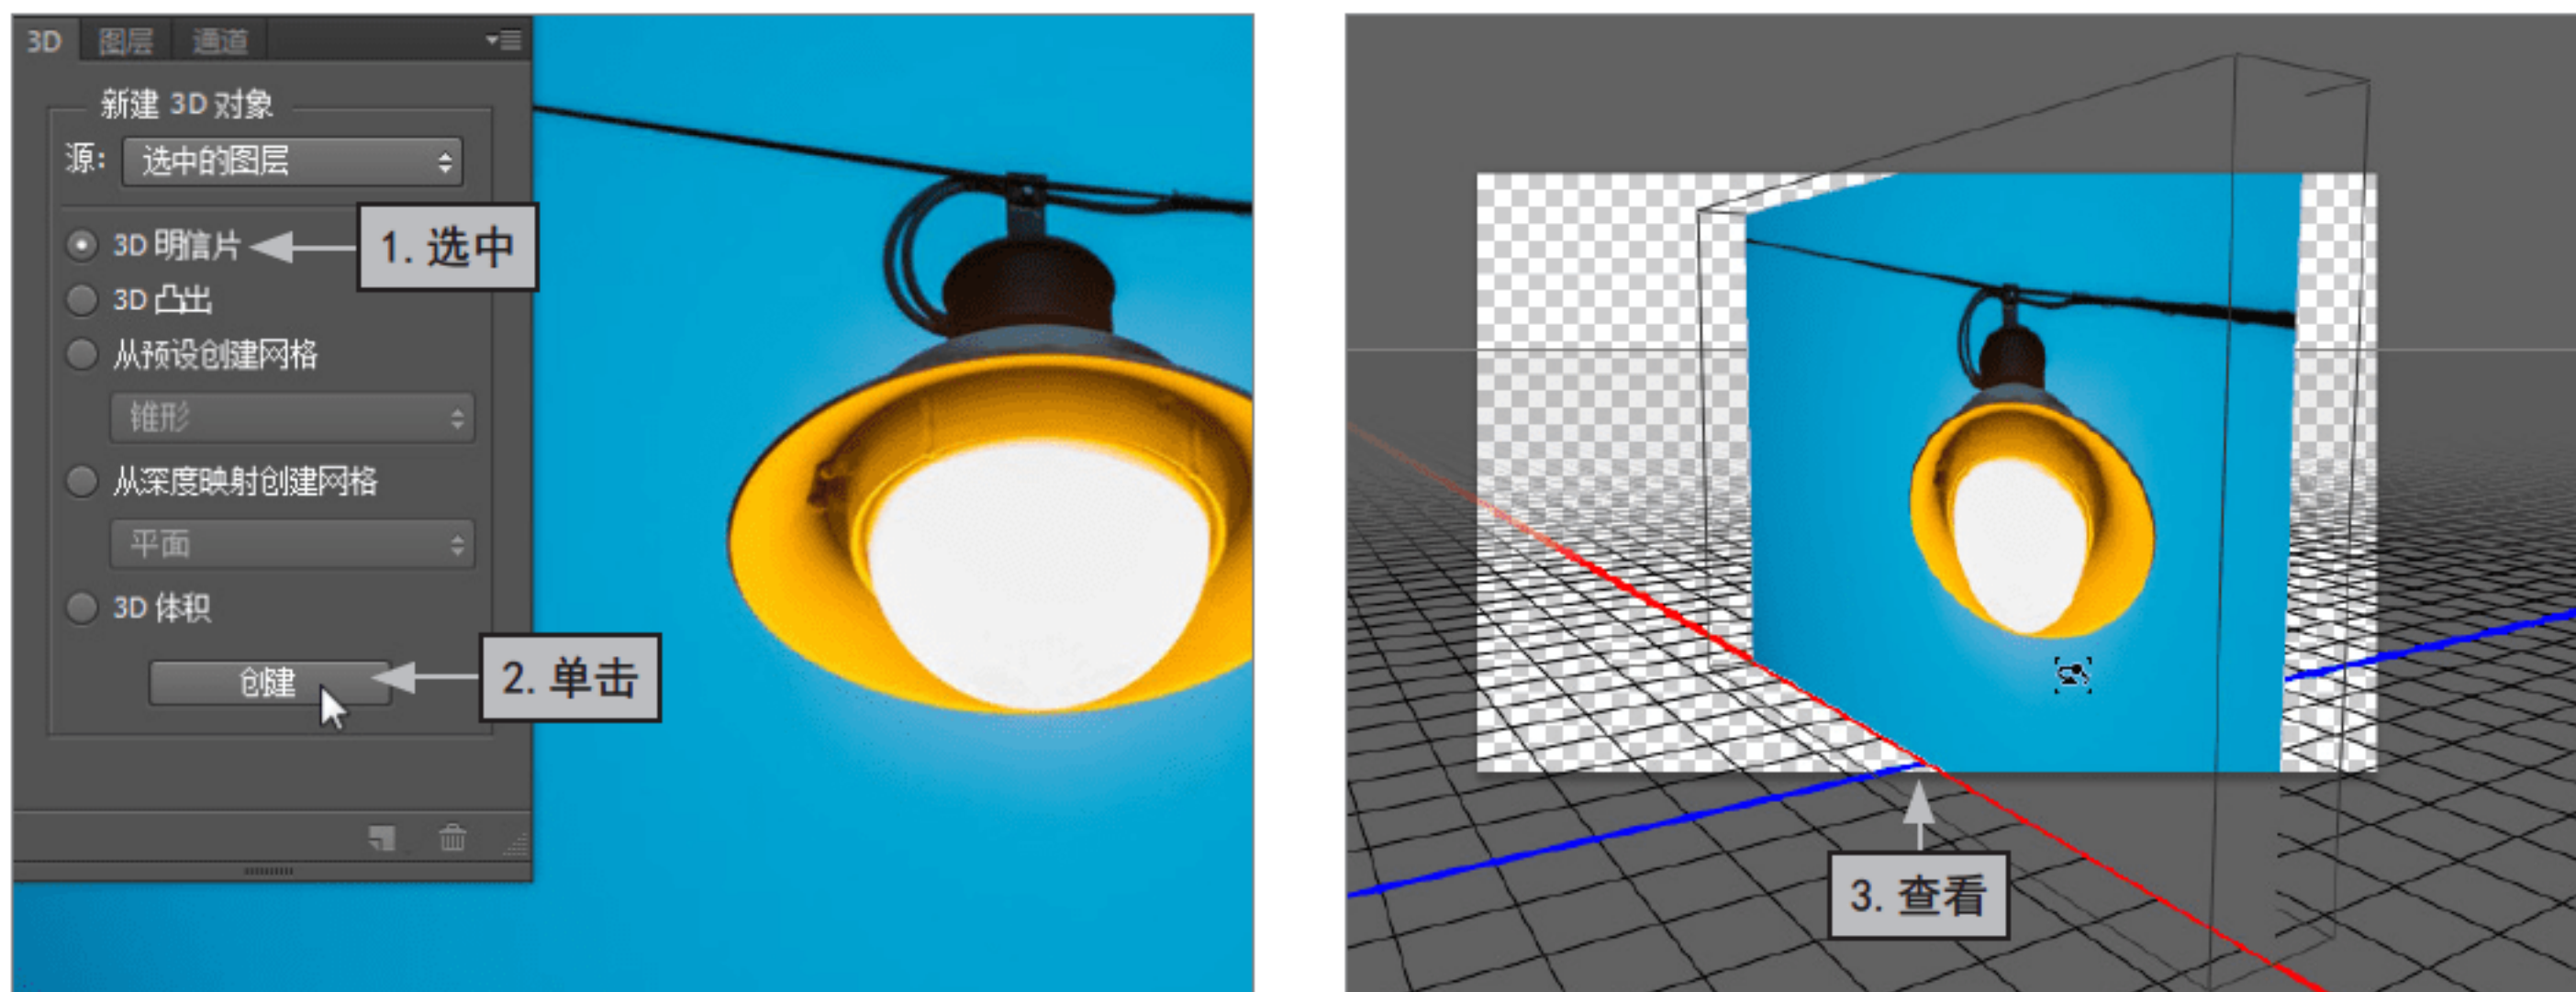 3D 图层 通道
新建 3D 对象
源: 选中的图层
3D 明信片
1. 选中
3D 凸出
从预设创建网格
锥形
从深度映射创建网格
平面
3D 体积
创建
2. 单击
3. 查看